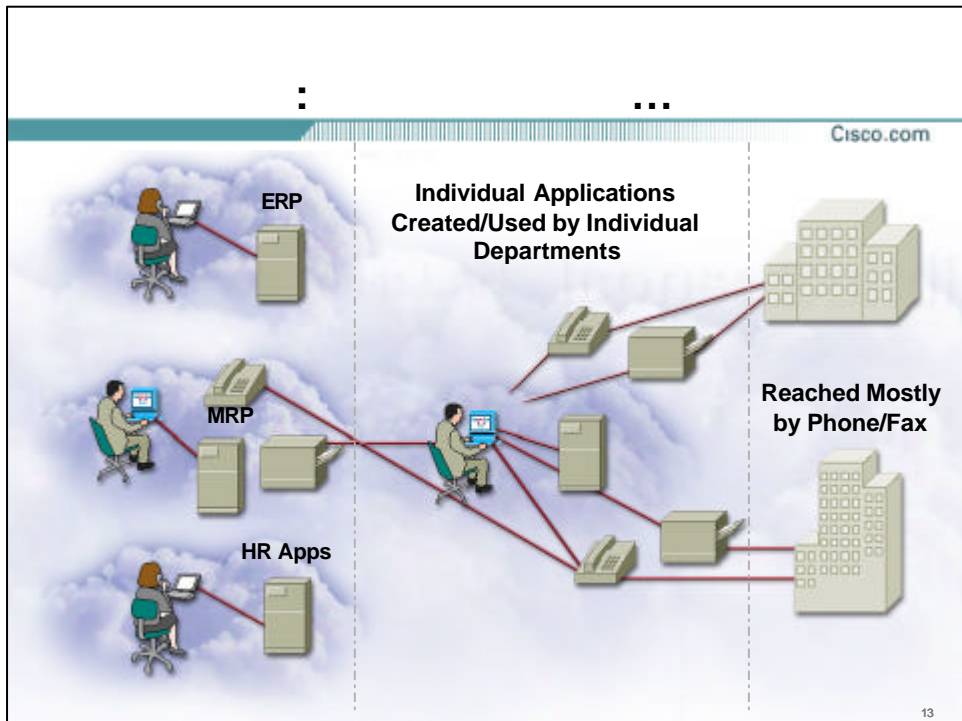 : ...
Cisco.com
ERP
Individual Applications
Created/Used by Individual
Departments
MRP
Reached Mostly
by Phone/Fax
HR Apps
13